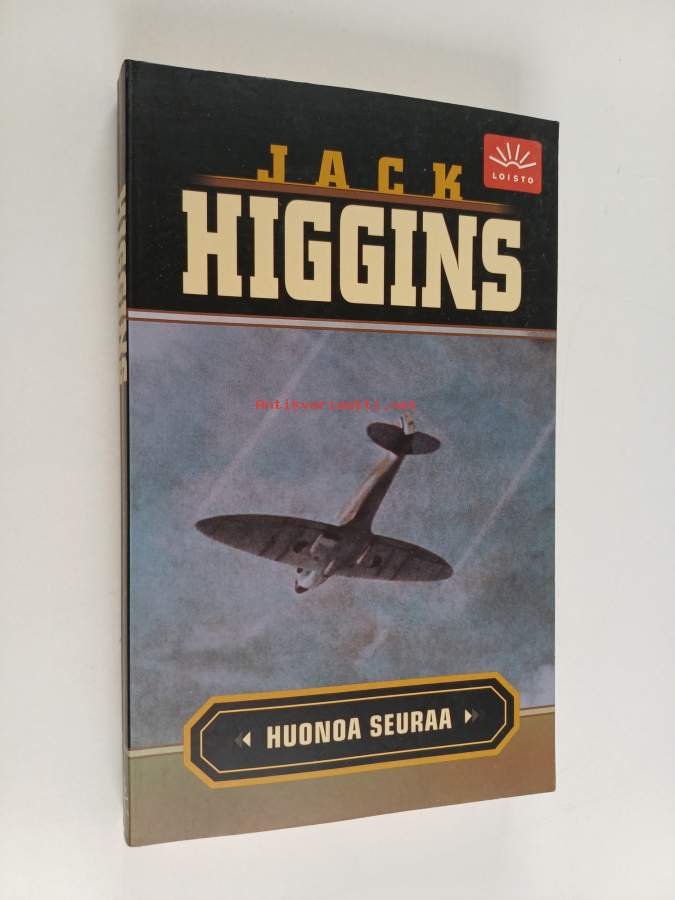 JACK
LOISTO
HIGGINS
HIGGINS
Antikvariaatti.net
HUONOA SEURAA